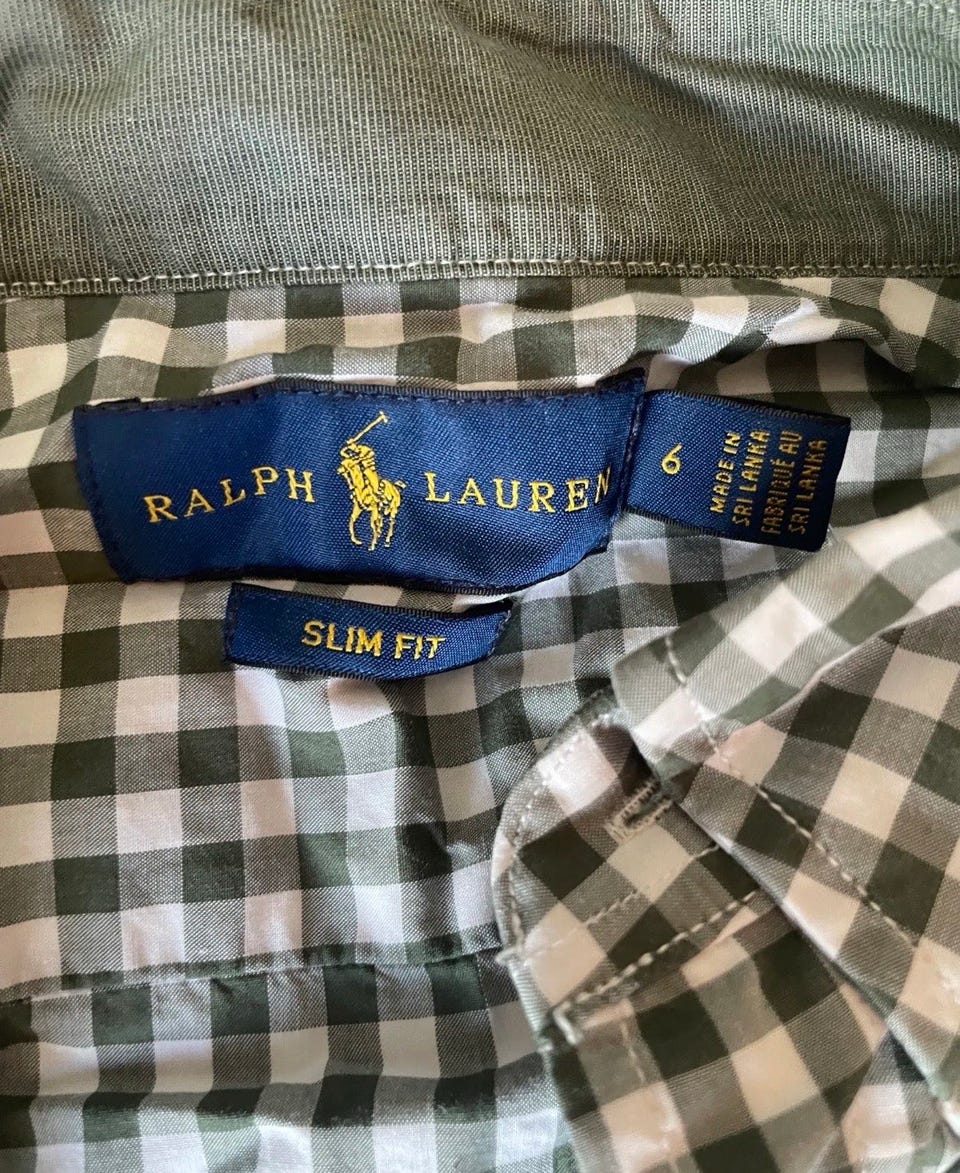 RALPH LAUREN
6
MADE IN
SRI LANKA
FABRIQUÉ AU
SRI LANKA
SLIM FIT